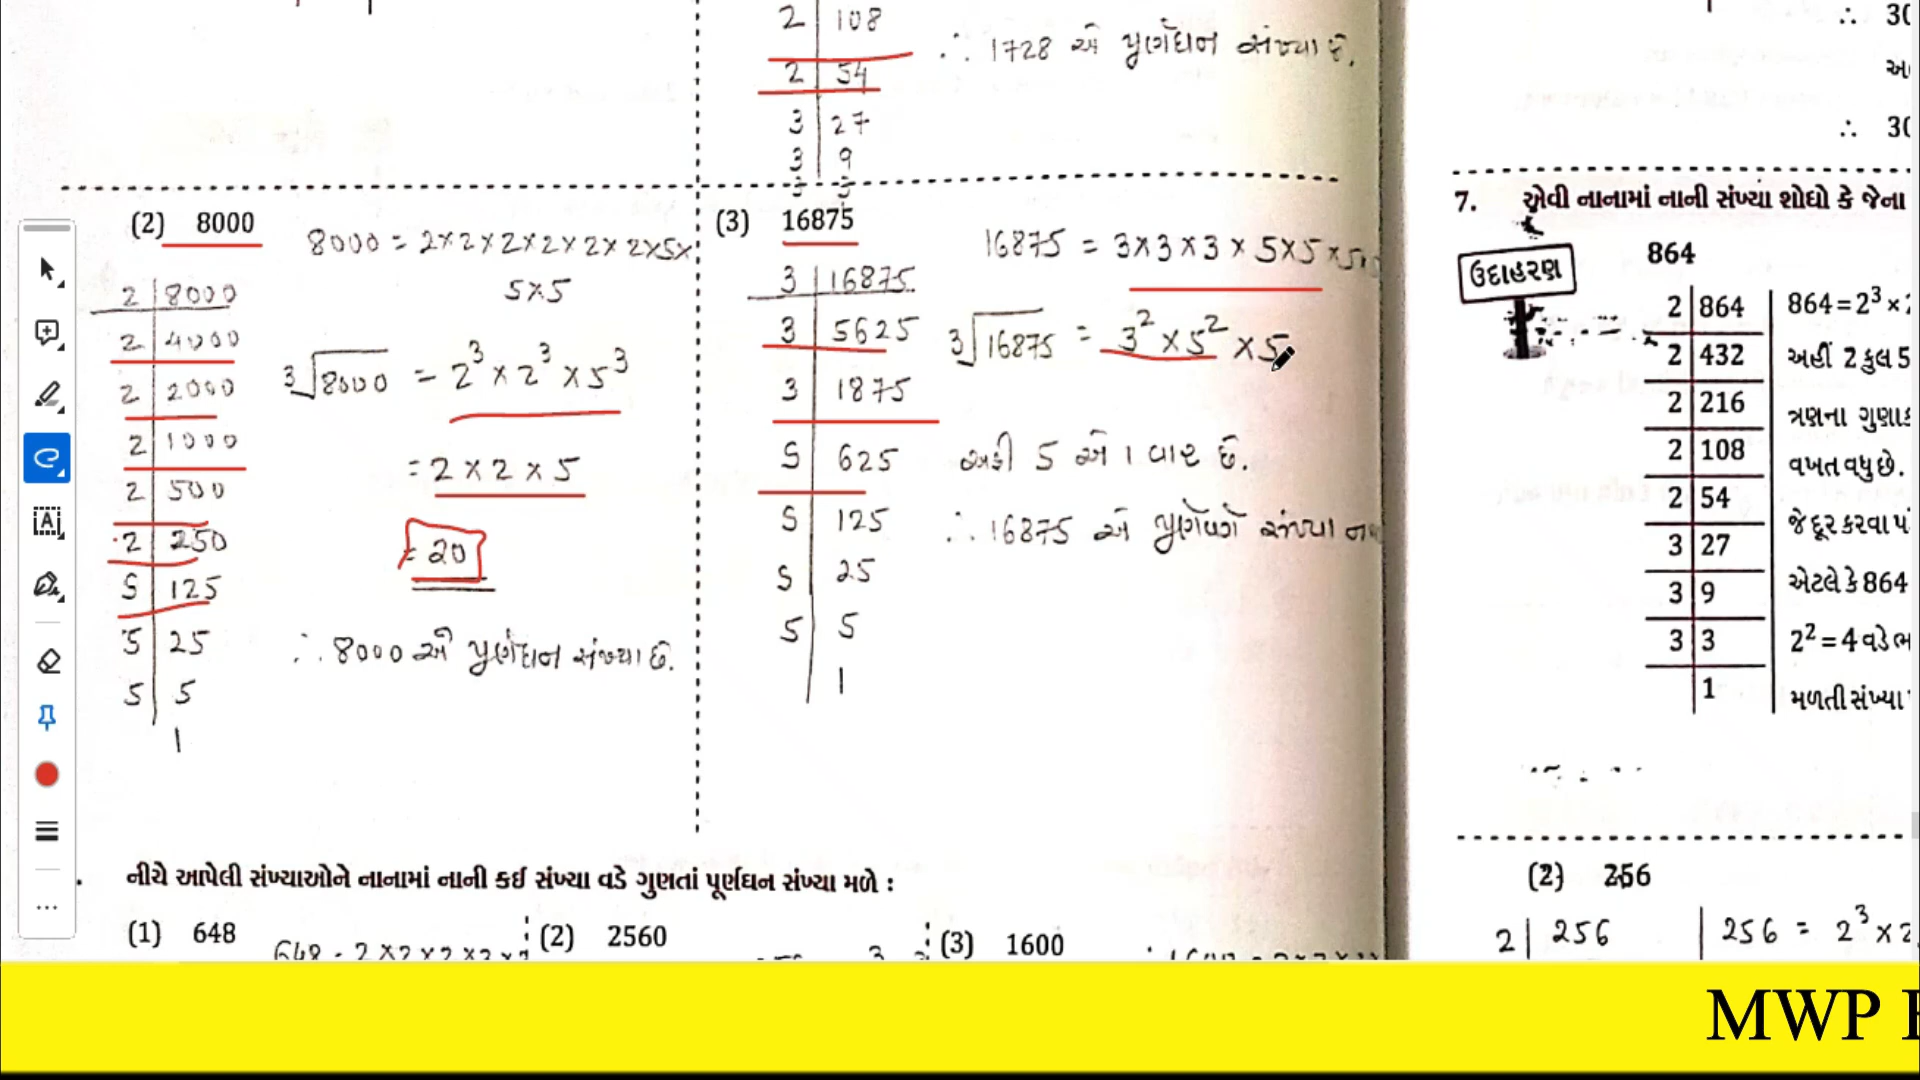 2 | 108
2 | 54
3 | 27
3 | 9
∴ 1728 એ પૂર્ણઘન સંખ્યા છે.
(2) 8000
8000 = 2×2×2×2×2×2×5×
5×5
2 | 8000
2 | 4000
2 | 2000
2 | 1000
2 | 500
2 | 250
5 | 125
5 | 25
5 | 5
1
3√8000 = 2³ × 2³ × 5³
= 2 × 2 × 5
= 20
∴ 8000 એ પૂર્ણઘન સંખ્યા છે.
(3) 16875
16875 = 3×3×3×5×5×5×5
3 | 16875
3 | 5625
3 | 1875
5 | 625
5 | 125
5 | 25
5 | 5
1
3√16875 = 3² × 5² × 5
અહી 5 એ 1 વાર છે.
∴ 16875 એ સંખ્યા
7. એવી નાનામાં નાની સંખ્યા શોધો કે જેના
ઉદાહરણ
864
2 | 864
2 | 432
2 | 216
2 | 108
2 | 54
3 | 27
3 | 9
3 | 3
1
864 = 2³ ×
અહીં 2 કુલ 5
ત્રણના
વખત વધુ છે.
જે દૂર કરવા
એટલે કે 864
2² = 4 વડે
મળતી સંખ્યા
નીચે આપેલી સંખ્યાઓને નાનામાં નાની કઈ સંખ્યા વડે ગુણતાં પૂર્ણઘન સંખ્યા મળે :
(1) 648
(2) 2560
(3) 1600
(2) 256
2 | 256
256 = 2³ × 2
MWP